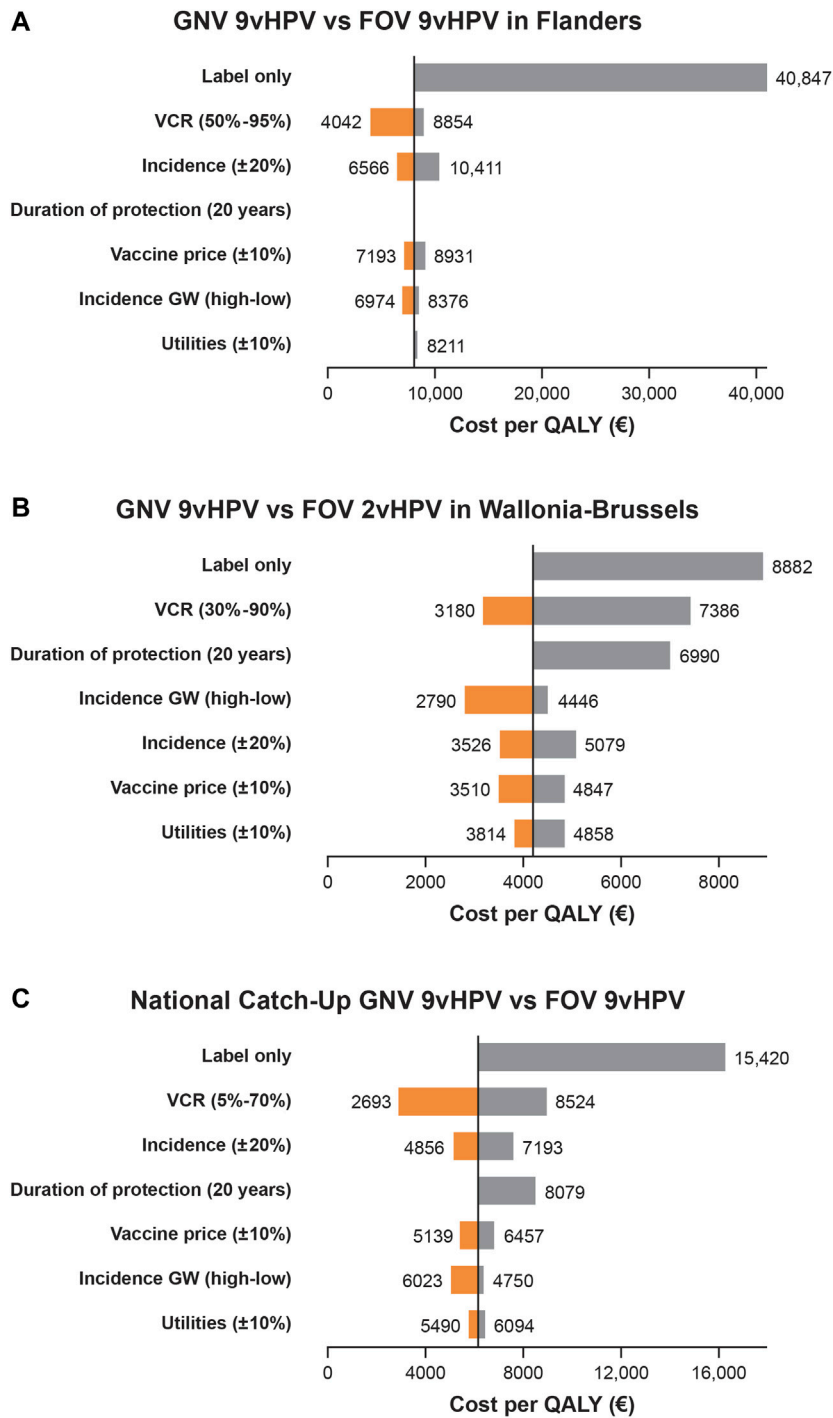 A
GNV 9vHPV vs FOV 9vHPV in Flanders
Label only
40,847
VCR (50%-95%)
4042
8854
Incidence (±20%)
6566
10,411
Duration of protection (20 years)
Vaccine price (±10%)
7193
8931
Incidence GW (high-low)
6974
8376
Utilities (±10%)
8211
0 10,000 20,000 30,000 40,000
Cost per QALY (€)
B
GNV 9vHPV vs FOV 2vHPV in Wallonia-Brussels
Label only
8882
VCR (30%-90%)
3180
7386
Duration of protection (20 years)
6990
Incidence GW (high-low)
2790
4446
Incidence (±20%)
3526
5079
Vaccine price (±10%)
3510
4847
Utilities (±10%)
3814
4858
0 2000 4000 6000 8000
Cost per QALY (€)
C
National Catch-Up GNV 9vHPV vs FOV 9vHPV
Label only
15,420
VCR (5%-70%)
2693
8524
Incidence (±20%)
4856
7193
Duration of protection (20 years)
8079
Vaccine price (±10%)
5139
6457
Incidence GW (high-low)
6023
4750
Utilities (±10%)
5490
6094
0 4000 8000 12,000 16,000
Cost per QALY (€)